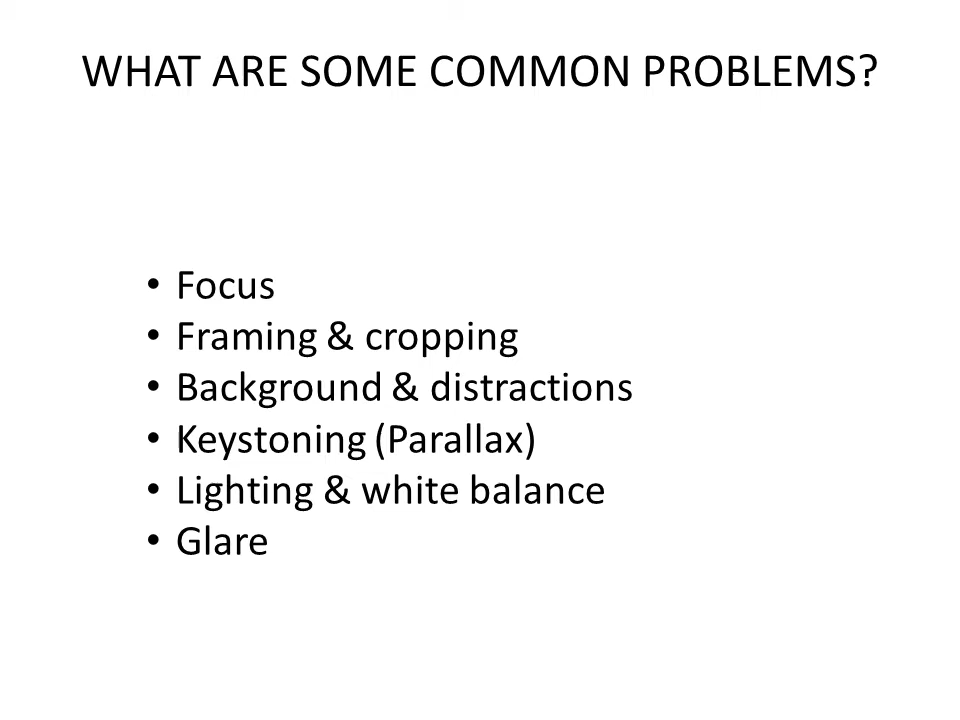 WHAT ARE SOME COMMON PROBLEMS?
• Focus
• Framing & cropping
• Background & distractions
• Keystoning (Parallax)
• Lighting & white balance
• Glare